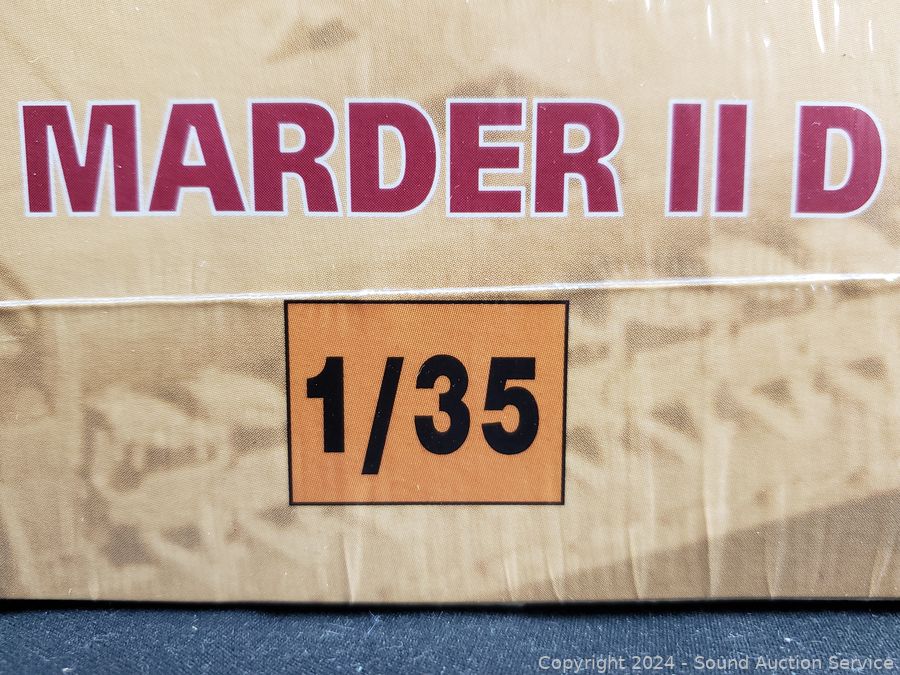 MARDER II D
1/35
Copyright 2024 - Sound Auction Service